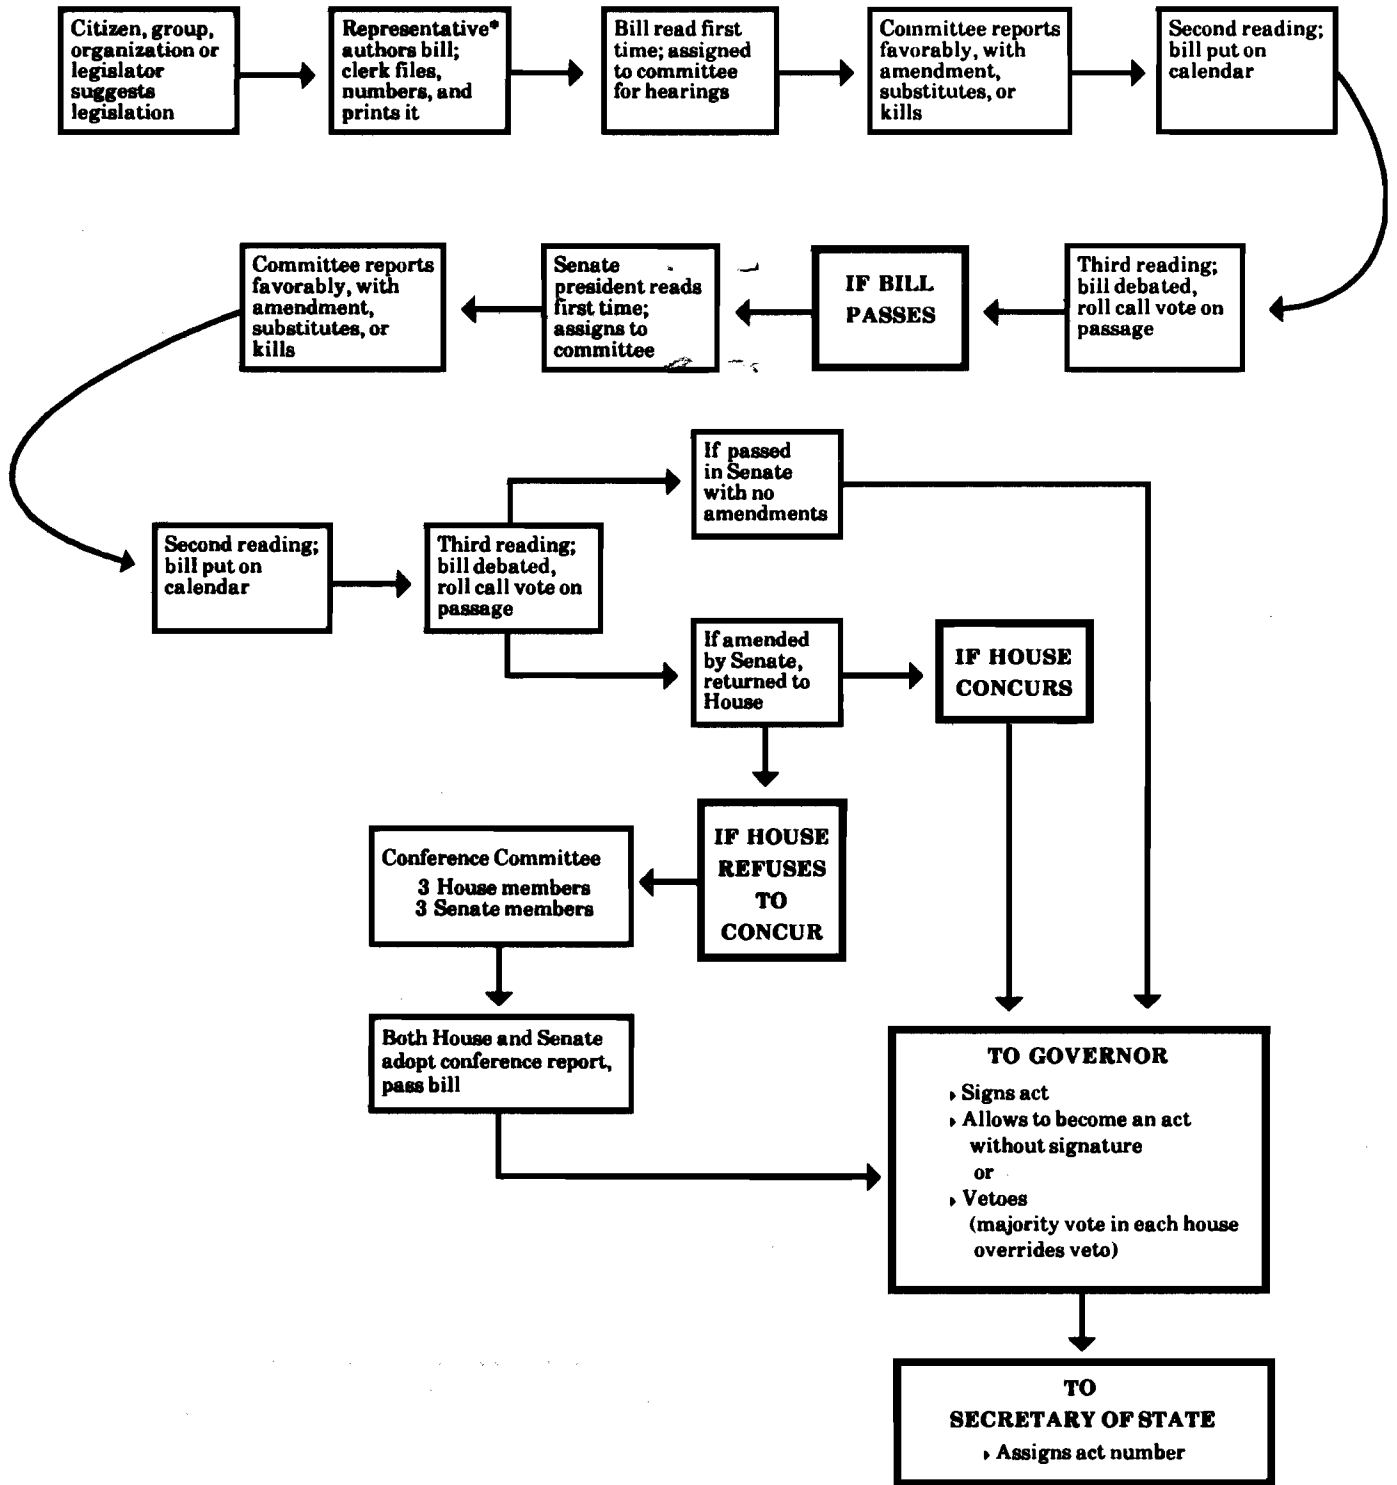 Citizen, group,
organization or
legislator
suggests
legislation
Representative*
authors bill;
clerk files,
numbers, and
prints it
Bill read first
time; assigned
to committee
for hearings
Committee reports
favorably, with
amendment,
substitutes, or
kills
Second reading;
bill put on
calendar
Third reading;
bill debated,
roll call vote on
passage
IF BILL
PASSES
Senate
president reads
first time;
assigns to
committee
Committee reports
favorably, with
amendment,
substitutes, or
kills
Second reading;
bill put on
calendar
Third reading;
bill debated,
roll call vote on
passage
If passed
in Senate
with no
amendments
If amended
by Senate,
returned to
House
IF HOUSE
CONCURS
IF HOUSE
REFUSES
TO
CONCUR
Conference Committee
3 House members
3 Senate members
Both House and Senate
adopt conference report,
pass bill
TO GOVERNOR
Signs act
Allows to become an act
without signature
or
Vetoes
(majority vote in each house
overrides veto)
TO
SECRETARY OF STATE
Assigns act number